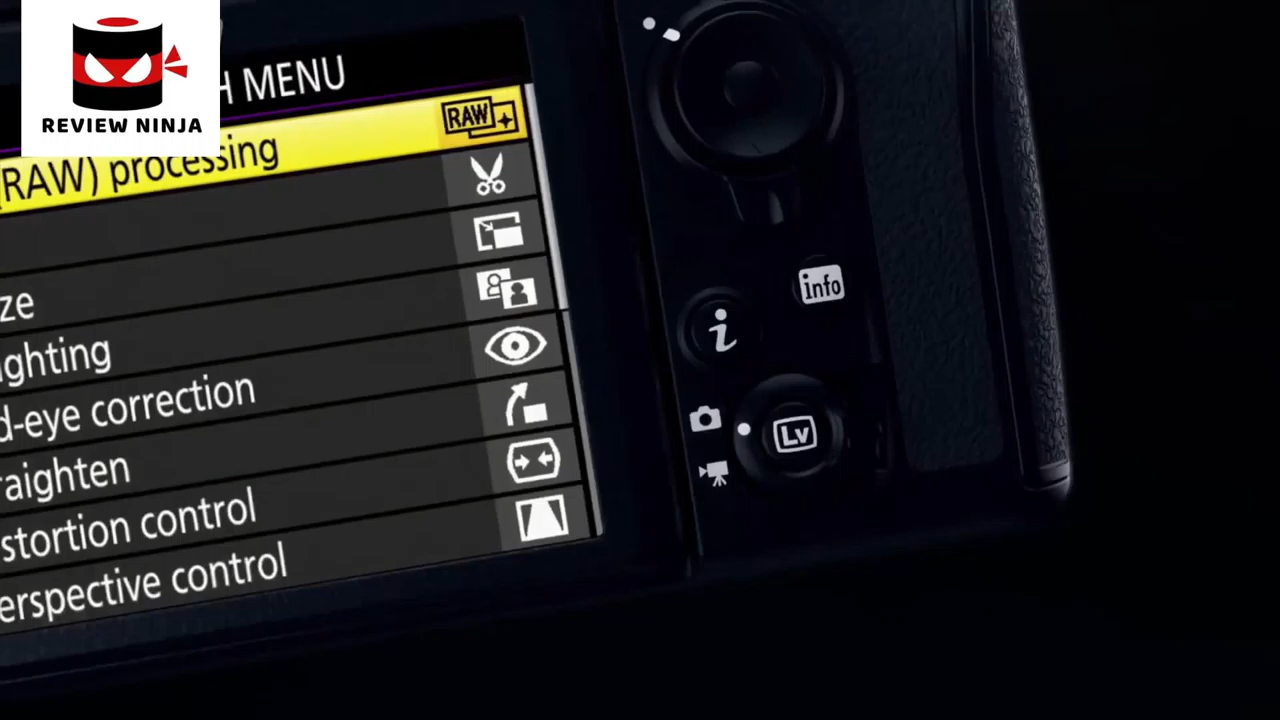 REVIEW NINJA
H MENU
(RAW) processing
RAW
ze
ghting
d-eye correction
raighten
stortion control
erspective control
info
i
Lv